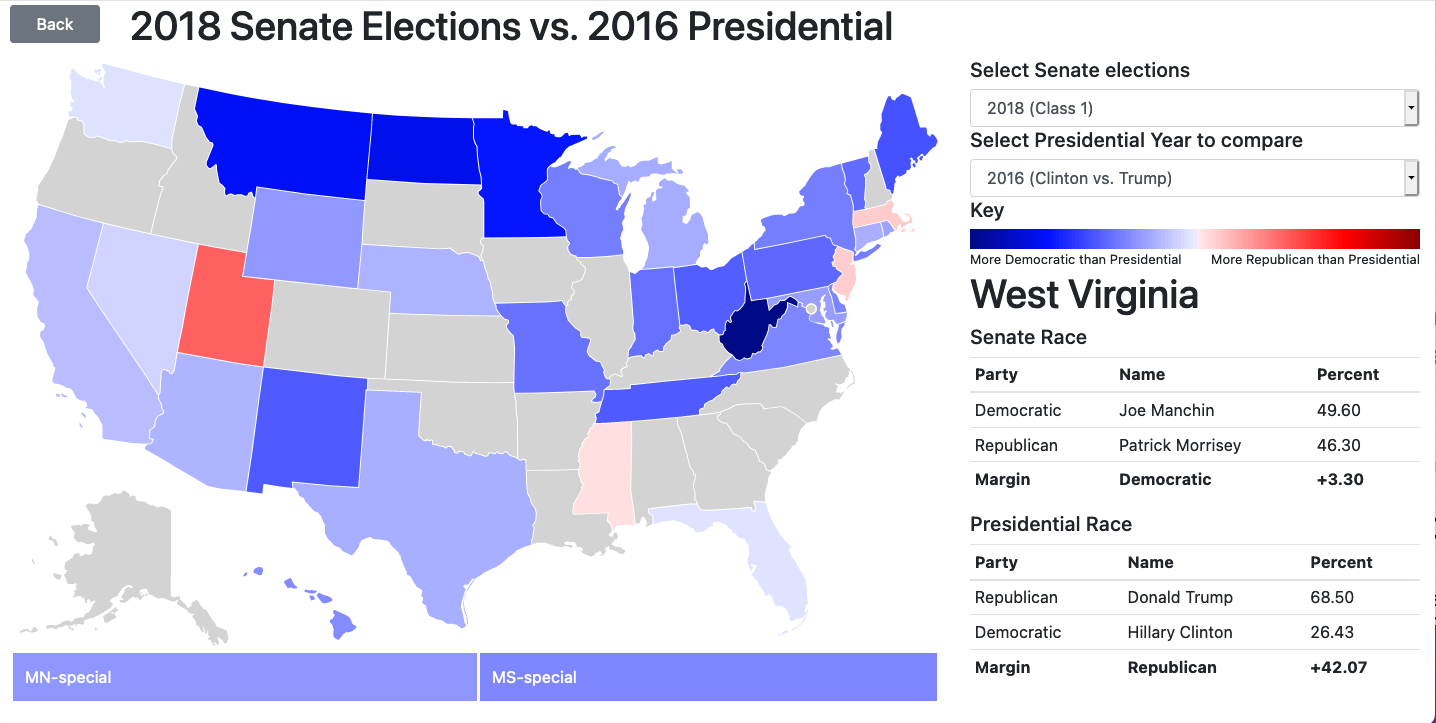 Back
2018 Senate Elections vs. 2016 Presidential
Select Senate elections
2018 (Class 1)
Select Presidential Year to compare
2016 (Clinton vs. Trump)
Key
More Democratic than Presidential More Republican than Presidential
West Virginia
Senate Race
Party Name Percent
Democratic Joe Manchin 49.60
Republican Patrick Morrisey 46.30
Margin Democratic +3.30
Presidential Race
Party Name Percent
Republican Donald Trump 68.50
Democratic Hillary Clinton 26.43
Margin Republican +42.07
MN-special MS-special